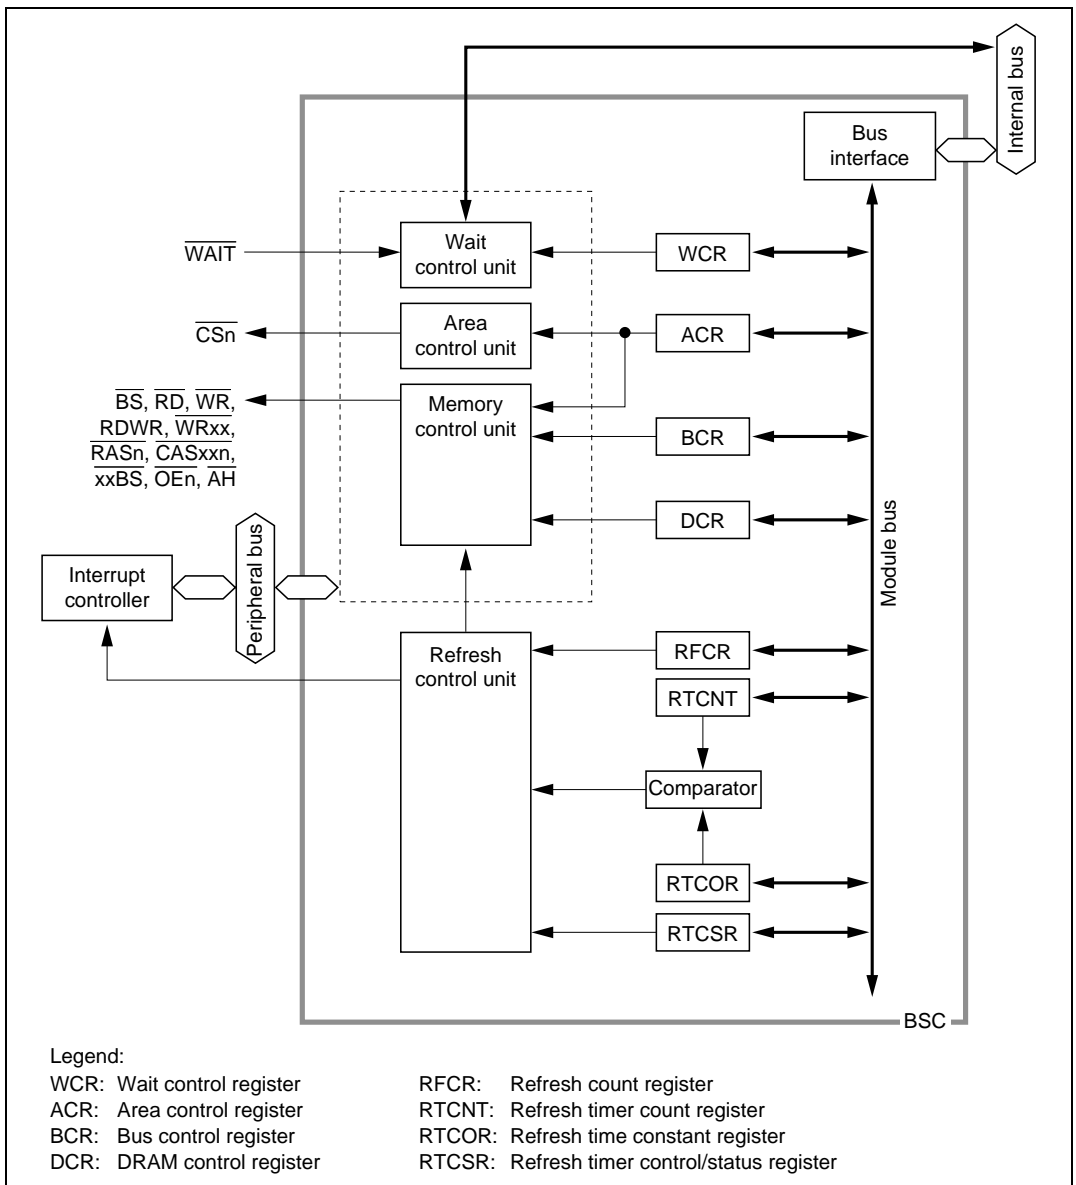 Internal bus
Bus
interface
WAIT
Wait
control unit
WCR
CSn
Area
control unit
ACR
BS, RD, WR,
RDWR, WRxx,
RASn, CASxxn,
xxBS, OEn, AH
Memory
control unit
BCR
DCR
Module bus
Interrupt
controller
Peripheral bus
Refresh
control unit
RFCR
RTCNT
Comparator
RTCOR
RTCSR
BSC
Legend:
WCR: Wait control register
ACR: Area control register
BCR: Bus control register
DCR: DRAM control register
RFCR: Refresh count register
RTCNT: Refresh timer count register
RTCOR: Refresh time constant register
RTCSR: Refresh timer control/status register